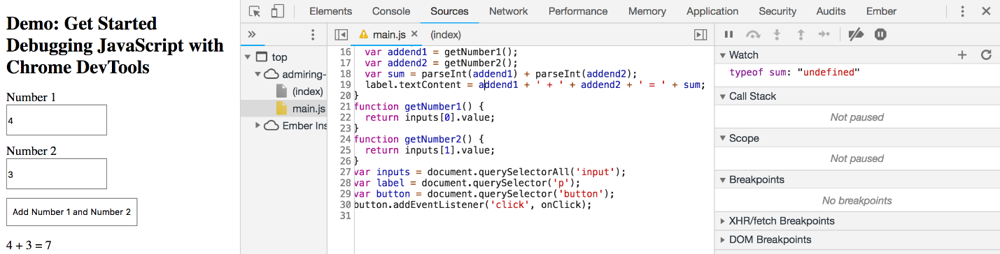 Demo: Get Started
Debugging JavaScript with
Chrome DevTools
Number 1
4
Number 2
3
Add Number 1 and Number 2
4 + 3 = 7
Elements Console Sources Network Performance Memory Application Security Audits Ember
main.js (index)
top
admiring-
(index)
main.js
Ember Ins
16 var addend1 = getNumber1();
17 var addend2 = getNumber2();
18 var sum = parseInt(addend1) + parseInt(addend2);
19 label.textContent = addend1 + ' + ' + addend2 + ' = ' + sum;
20 }
21 function getNumber1() {
22 return inputs[0].value;
23 }
24 function getNumber2() {
25 return inputs[1].value;
26 }
27 var inputs = document.querySelectorAll('input');
28 var label = document.querySelector('p');
29 var button = document.querySelector('button');
30 button.addEventListener('click', onClick);
31
Watch
typeof sum: "undefined"
Call Stack
Not paused
Scope
Not paused
Breakpoints
No breakpoints
XHR/fetch Breakpoints
DOM Breakpoints